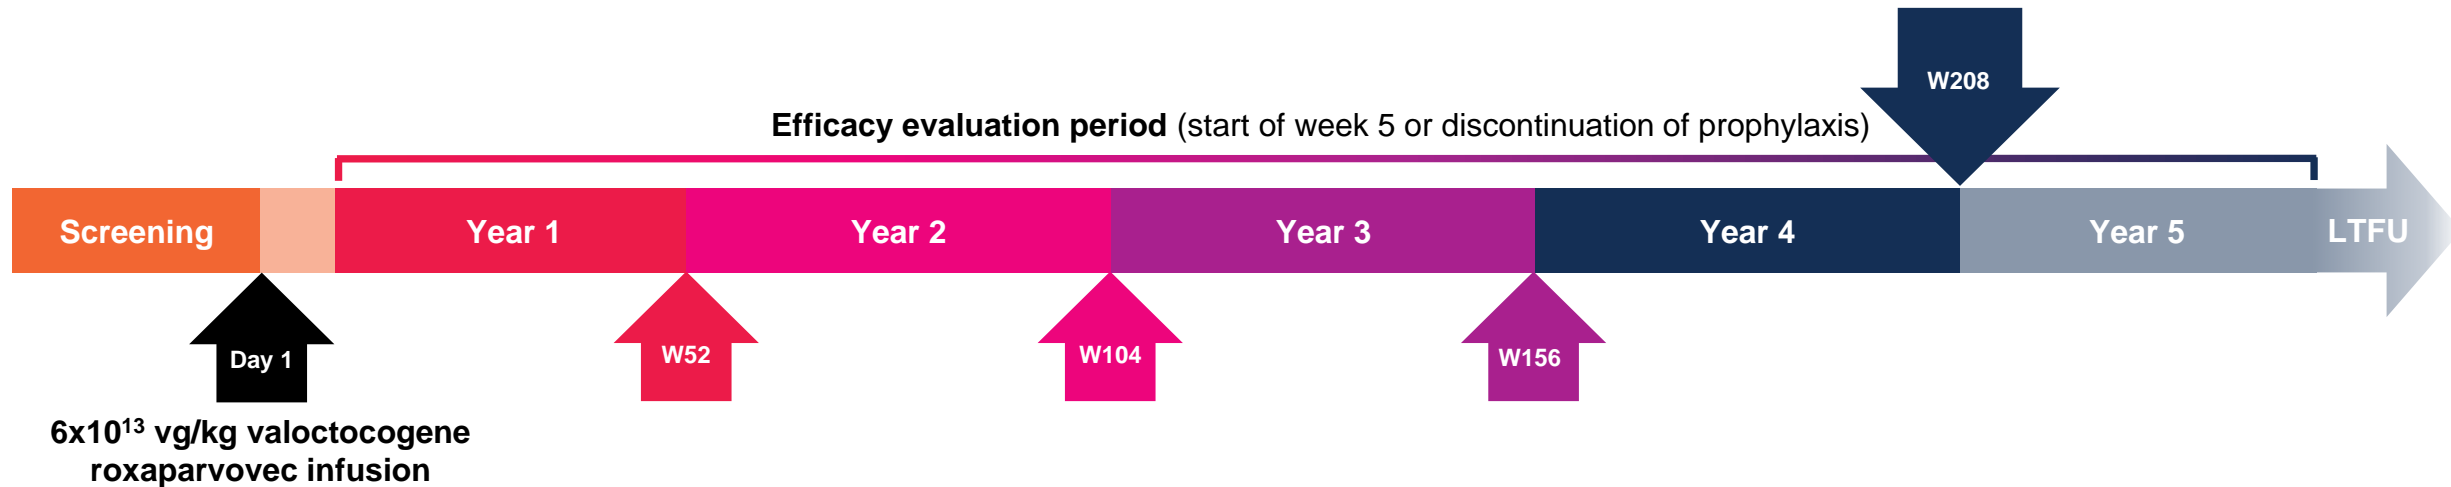 W208
Efficacy evaluation period (start of week 5 or discontinuation of prophylaxis)
Screening
Year 1
Year 2
Year 3
Year 4
Year 5
LTFU
Day 1
W52
W104
W156
6x10¹³ vg/kg valoctocogene
roxaparvovec infusion